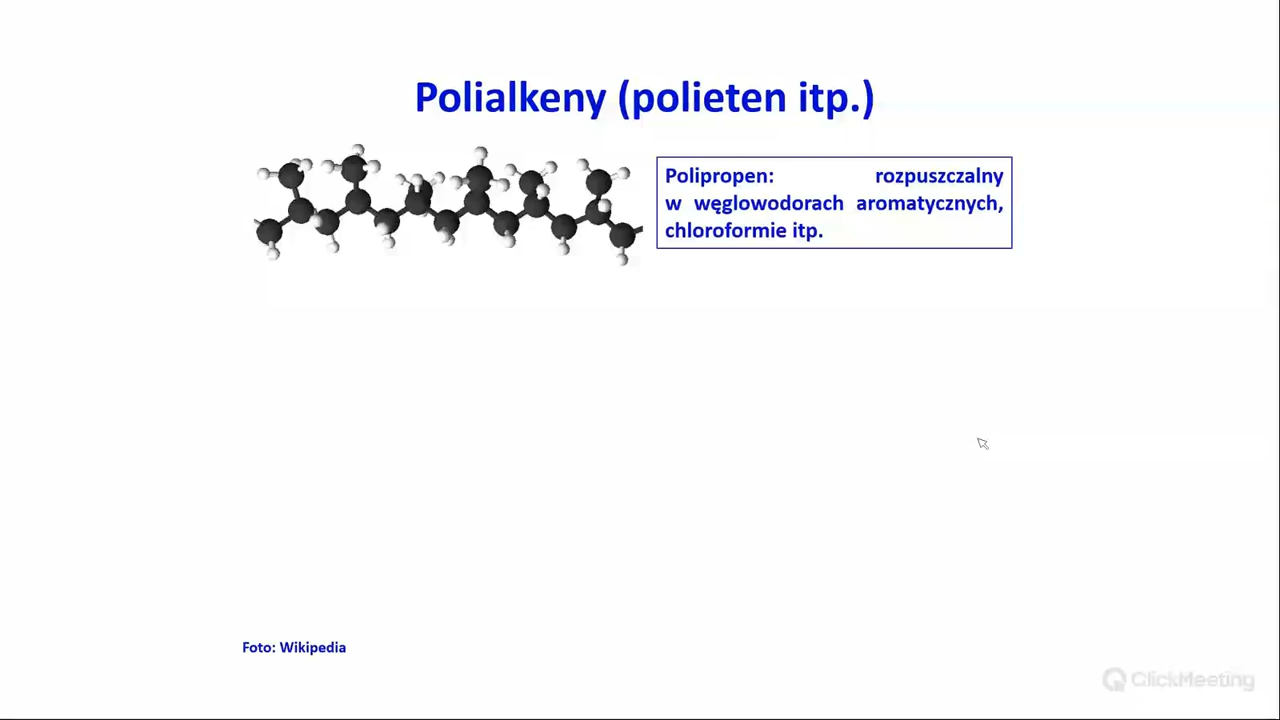 Polialkeny (polieten itp.)
Polipropen: rozpuszczalny
w węglowodorach aromatycznych,
chloroformie itp.
Foto: Wikipedia
ClickMeeting